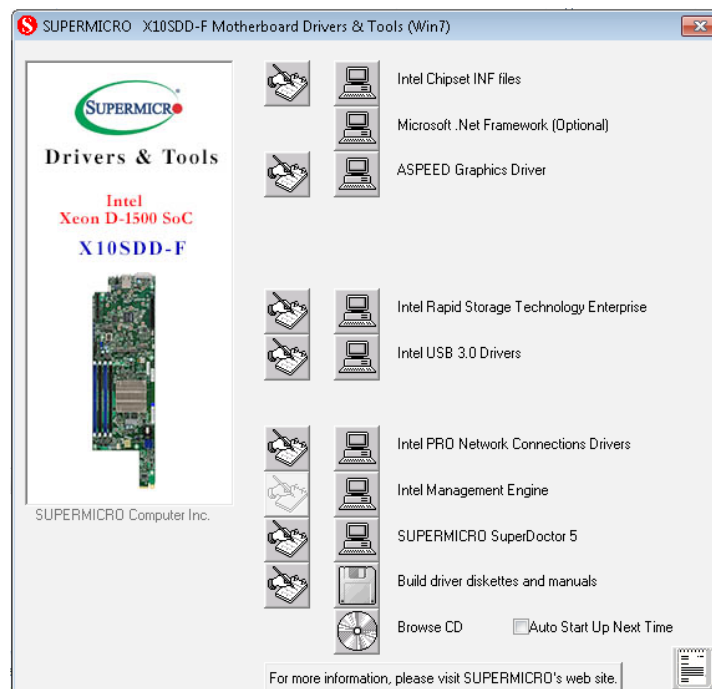 SUPERMICRO X10SDD-F Motherboard Drivers & Tools (Win7)
SUPERMICRO
Drivers & Tools
Intel
Xeon D-1500 SoC
X10SDD-F
SUPERMICRO Computer Inc.
Intel Chipset INF files
Microsoft .Net Framework (Optional)
ASPEED Graphics Driver
Intel Rapid Storage Technology Enterprise
Intel USB 3.0 Drivers
Intel PRO Network Connections Drivers
Intel Management Engine
SUPERMICRO SuperDoctor 5
Build driver diskettes and manuals
Browse CD
Auto Start Up Next Time
For more information, please visit SUPERMICRO's web site.